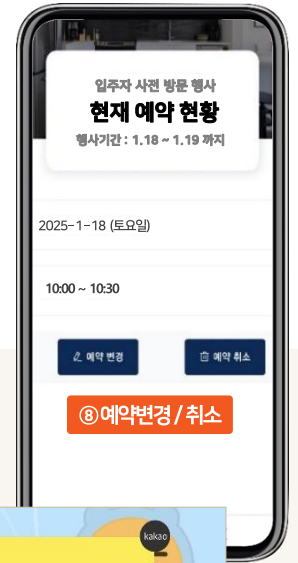 입주자 사전 방문 행사
현재 예약 현황
행사기간 : 1.18 ~ 1.19 까지
2025-1-18 (토요일)
10:00 ~ 10:30
예약 변경
예약 취소
⑧예약변경 / 취소
kakao